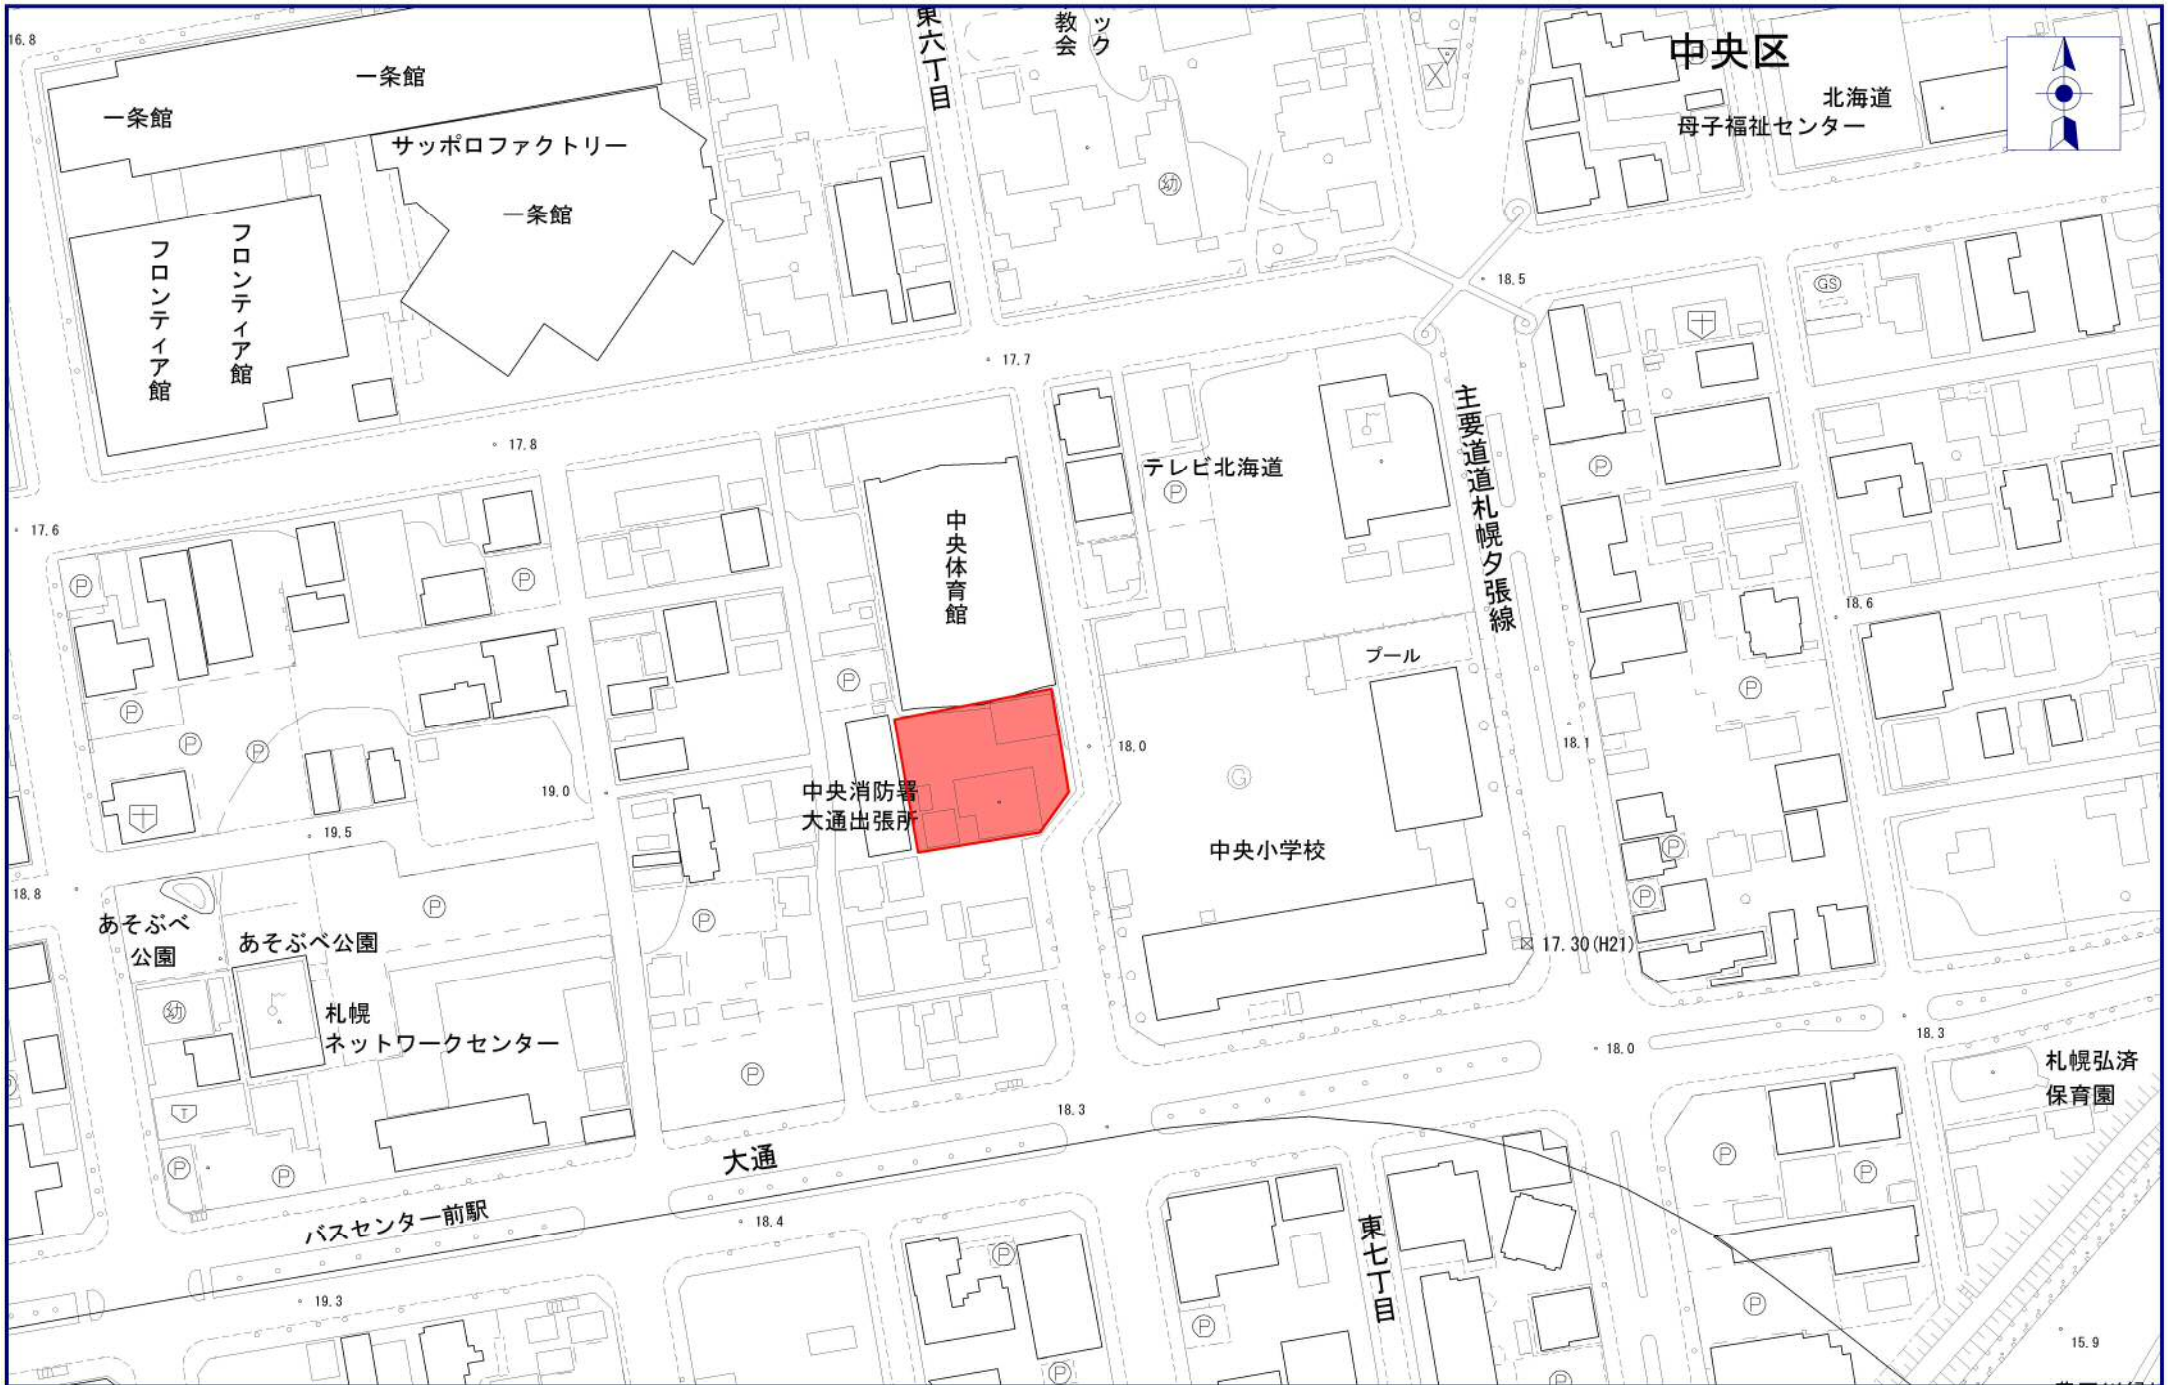 16.8
一条館
一条館
サッポロファクトリー
一条館
フロンティア館
フロンティア館
東六丁目
教会
ック
幼
中央区
北海道
母子福祉センター
18.5
GS
17.7
17.8
17.6
主要道道札幌夕張線
テレビ北海道
P
P
中央体育館
P
P
18.6
プール
P
P
P
P
P
18.0
18.1
G
19.0
中央消防署
大通出張所
19.5
中央小学校
P
18.8
P
P
P
あそぶべ
公園
あそぶべ公園
17.30(H21)
幼
札幌
ネットワークセンター
18.3
18.0
札幌弘済
保育園
P
T
18.3
P
P
P
P
大通
バスセンター前駅
18.4
東七丁目
P
19.3
P
P
15.9
P
P